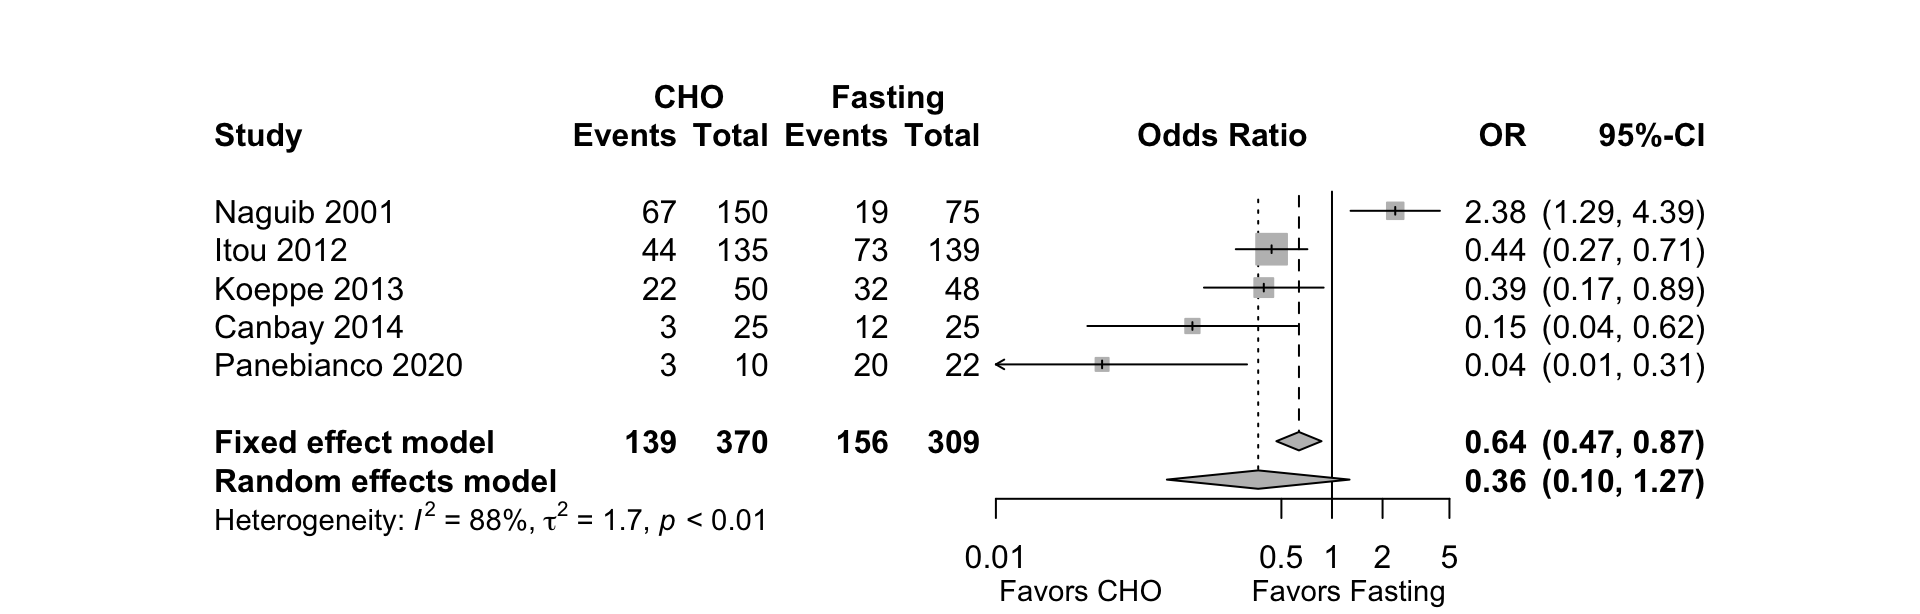 CHO Fasting
Study Events Total Events Total Odds Ratio OR 95%-CI
Naguib 2001 67 150 19 75 2.38 (1.29, 4.39)
Itou 2012 44 135 73 139 0.44 (0.27, 0.71)
Koeppe 2013 22 50 32 48 0.39 (0.17, 0.89)
Canbay 2014 3 25 12 25 0.15 (0.04, 0.62)
Panebianco 2020 3 10 20 22 0.04 (0.01, 0.31)
Fixed effect model 139 370 156 309 0.64 (0.47, 0.87)
Random effects model 0.36 (0.10, 1.27)
Heterogeneity: I² = 88%, τ² = 1.7, p < 0.01
0.01 0.5 1 2 5
Favors CHO Favors Fasting